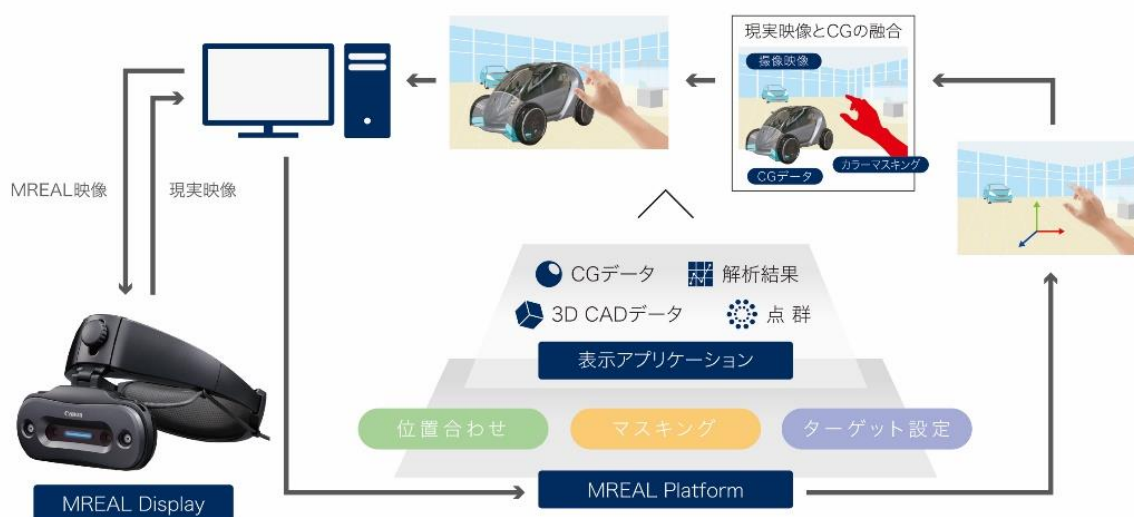 現実映像とCGの融合
撮像映像
カラーマスキング
CGデータ
MREAL映像
現実映像
CGデータ
解析結果
3D CADデータ
点 群
表示アプリケーション
位置合わせ
マスキング
ターゲット設定
MREAL Platform
Canon
MREAL Display